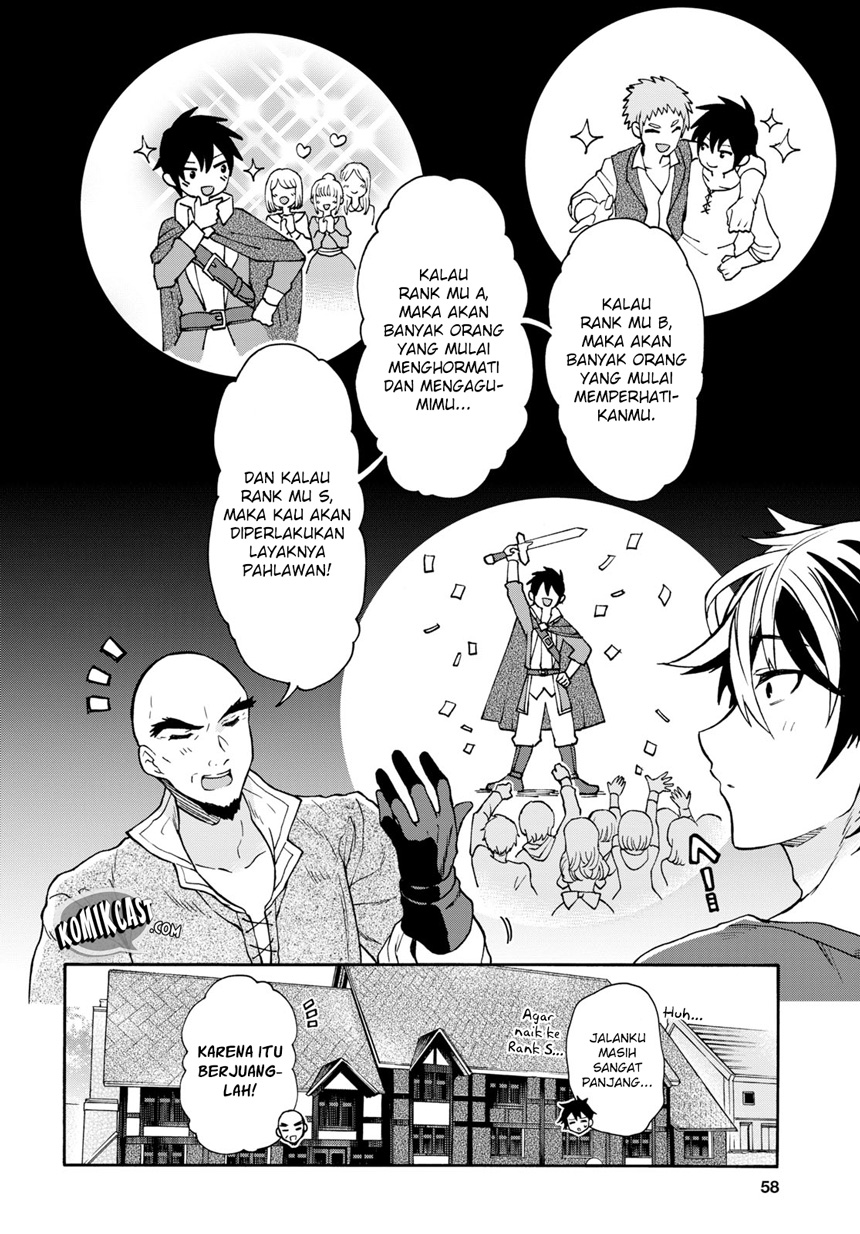 KALAU
RANK MU B,
MAKA AKAN
BANYAK ORANG
YANG MULAI
MEMPERHATI-
KANMU.
KALAU
RANK MU A,
MAKA AKAN
BANYAK ORANG
YANG MULAI
MENGHORMATI
DAN MENGAGU-
MIMU...
DAN KALAU
RANK MU S,
MAKA KAU AKAN
DIPERLAKUKAN
LAYAKNYA
PAHLAWAN!
へー
KOMIKCAST
.COM
Huh...
JALANKU
MASIH
SANGAT
PANJANG...
Agar
naik ke
Rank S...
KARENA ITU
BERJUANG-
LAH!
58